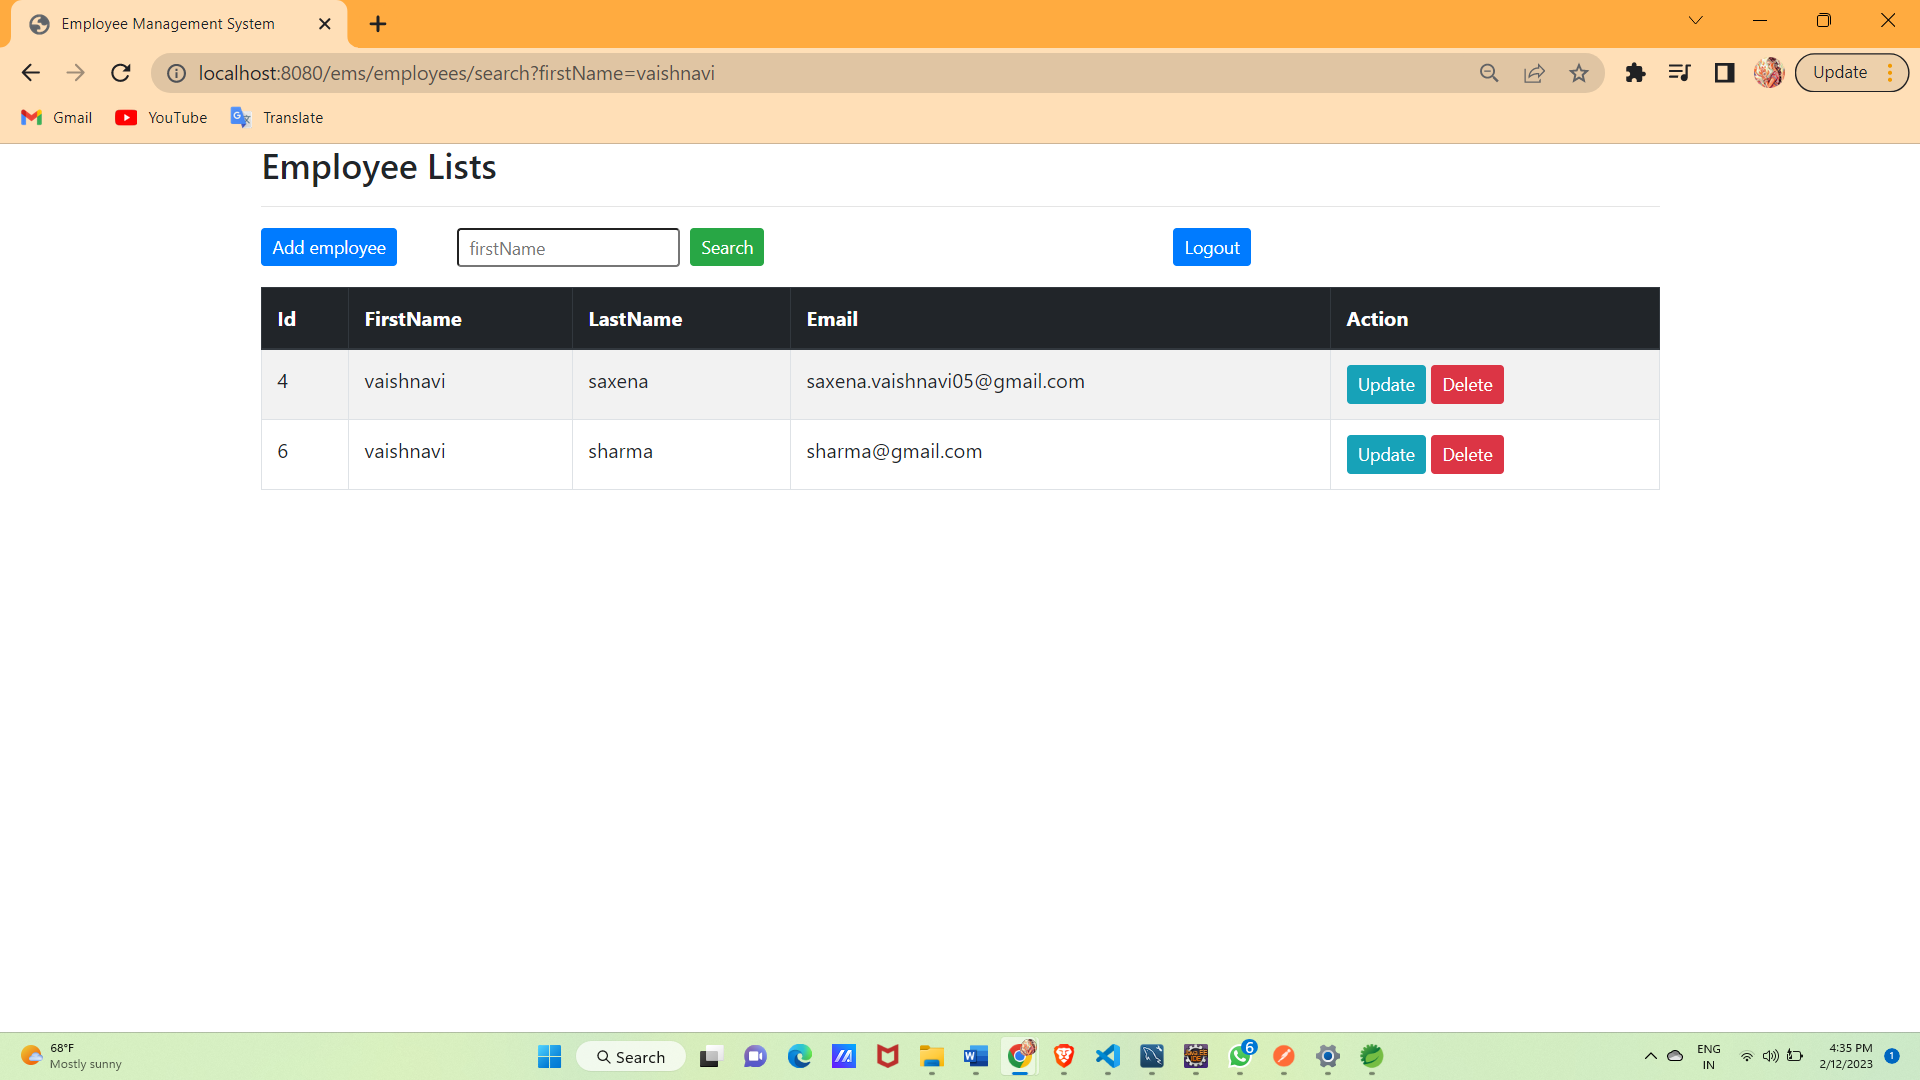 Employee Management System
localhost:8080/ems/employees/search?firstName=vaishnavi
Update
Gmail YouTube Translate
Employee Lists
Add employee firstName Search Logout
Id FirstName LastName Email Action
4 vaishnavi saxena saxena.vaishnavi05@gmail.com Update Delete
6 vaishnavi sharma sharma@gmail.com Update Delete
68°F
Mostly sunny
Search
6
ENG
IN
4:35 PM
2/12/2023
1